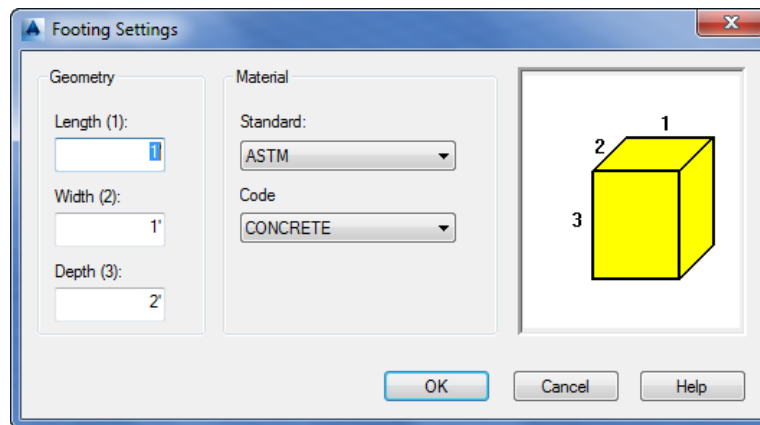 Footing Settings
Geometry
Length (1):
1'
Width (2):
1'
Depth (3):
2'
Material
Standard:
ASTM
Code
CONCRETE
1
2
3
OK
Cancel
Help